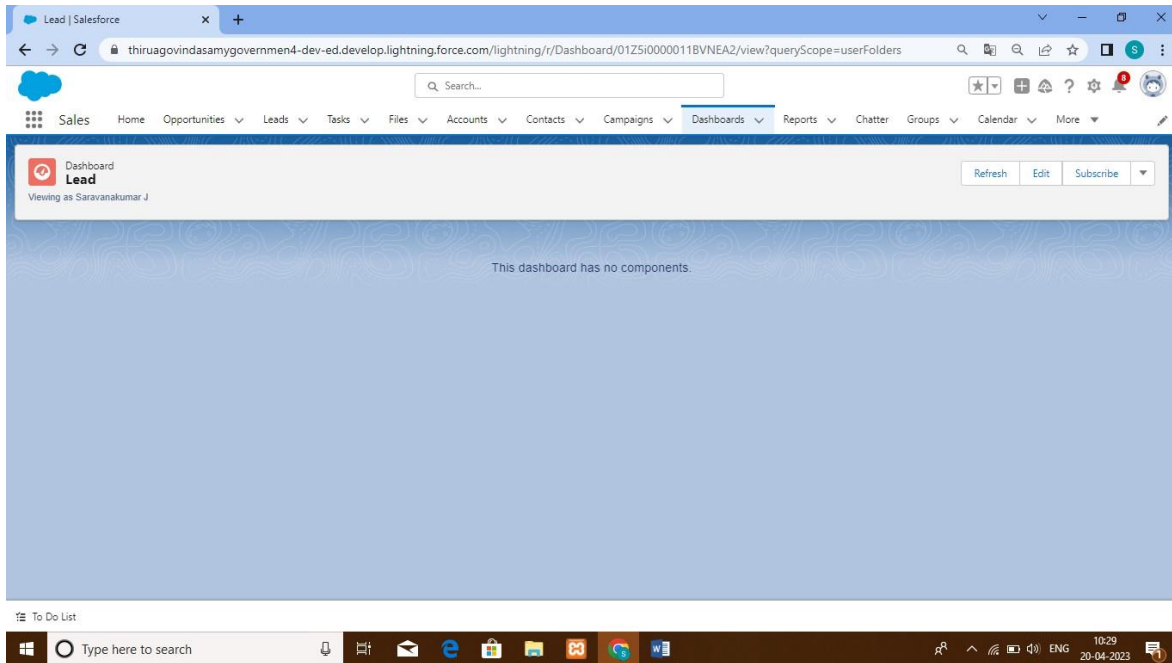 Lead | Salesforce
thiruagovindasamygovernmen4-dev-ed.develop.lightning.force.com/lightning/r/Dashboard/01Z5i0000011BVNEA2/view?queryScope=userFolders
S
Search...
8
Sales Home Opportunities Leads Tasks Files Accounts Contacts Campaigns Dashboards Reports Chatter Groups Calendar More
Dashboard
Lead
Viewing as Saravanakumar J
Refresh Edit Subscribe
This dashboard has no components.
To Do List
Type here to search
ENG
10:29
20-04-2023
1